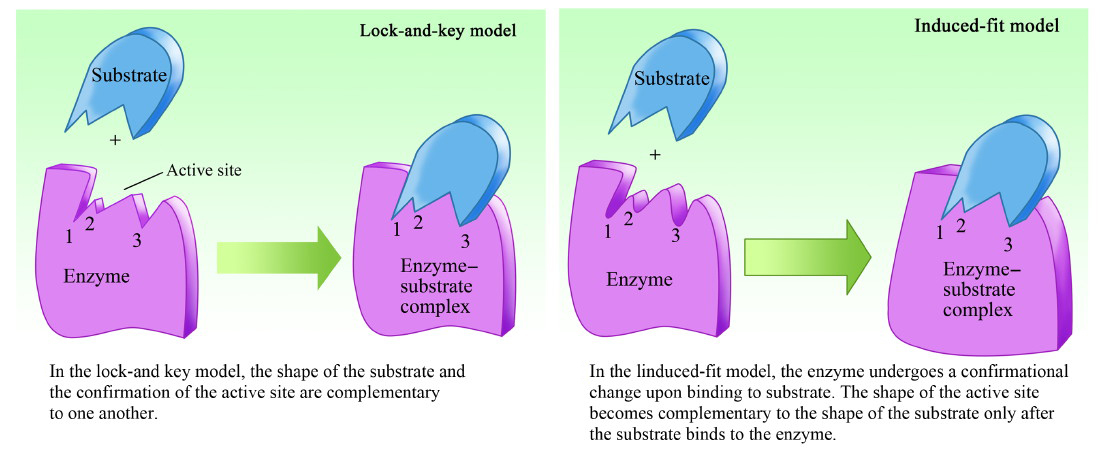 Lock-and-key model
Substrate
+
Active site
1
2
3
Enzyme
1
2
3
Enzyme–
substrate
complex
In the lock-and key model, the shape of the substrate and
the confirmation of the active site are complementary
to one another.
Induced-fit model
Substrate
+
1
2
3
Enzyme
1
2
3
Enzyme–
substrate
complex
In the linduced-fit model, the enzyme undergoes a confirmational
change upon binding to substrate. The shape of the active site
becomes complementary to the shape of the substrate only after
the substrate binds to the enzyme.